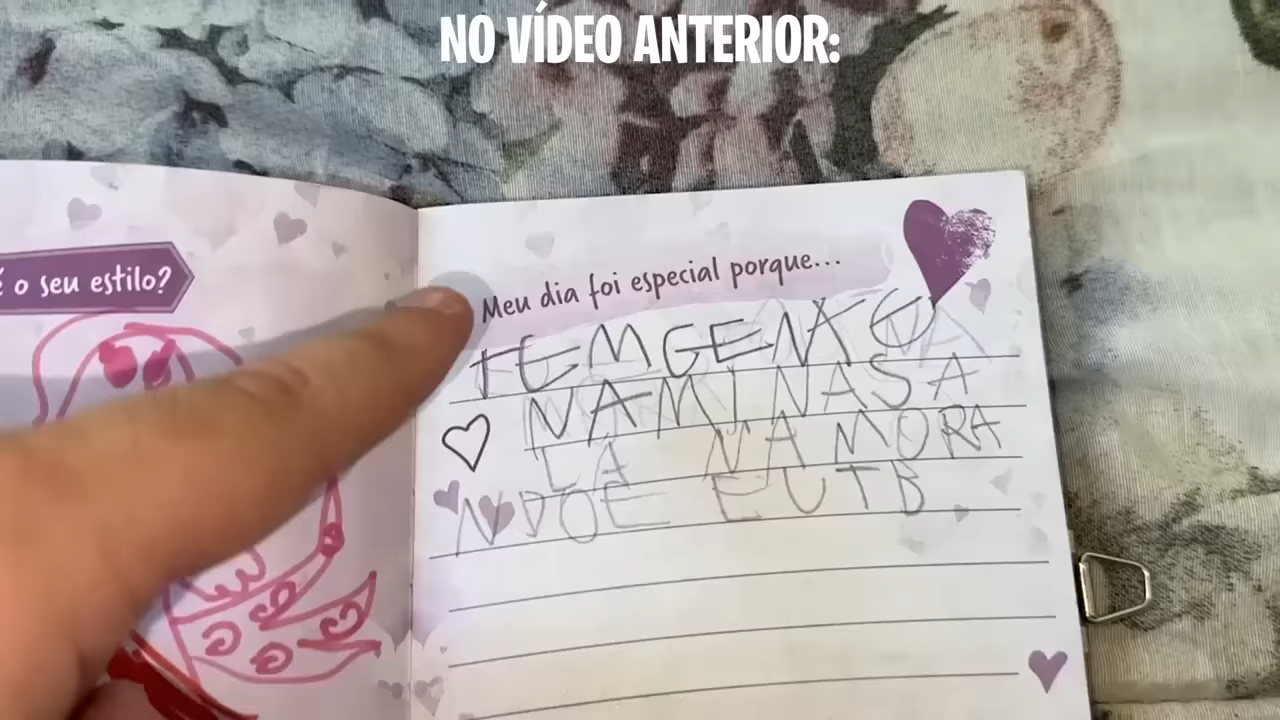 NO VÍDEO ANTERIOR:
É o seu estilo?
Meu dia foi especial porque...
TEMGENTE
NAMINASA
LA NAMORA
NDOE EUTB